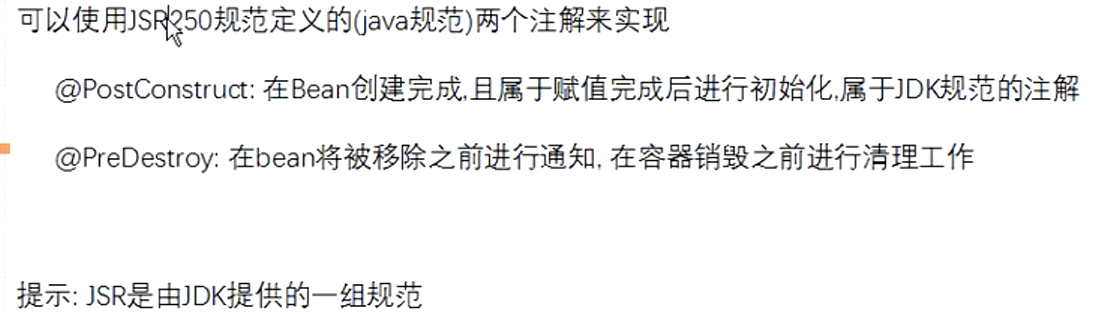 可以使用JSR250规范定义的(java规范)两个注解来实现
@PostConstruct: 在Bean创建完成,且属于赋值完成后进行初始化,属于JDK规范的注解
@PreDestroy: 在bean将被移除之前进行通知, 在容器销毁之前进行清理工作
提示: JSR是由JDK提供的一组规范